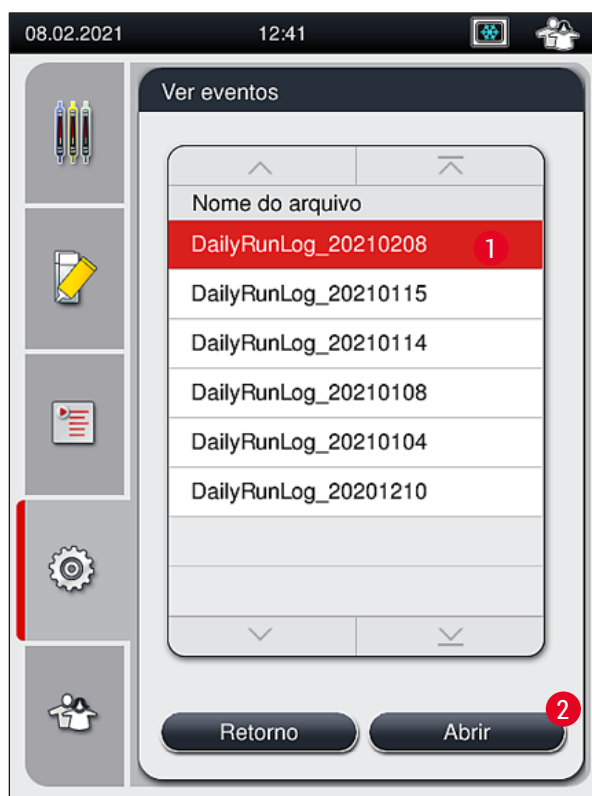 08.02.2021 12:41
Ver eventos
Nome do arquivo
DailyRunLog_20210208 1
DailyRunLog_20210115
DailyRunLog_20210114
DailyRunLog_20210108
DailyRunLog_20210104
DailyRunLog_20201210
2
Retorno Abrir